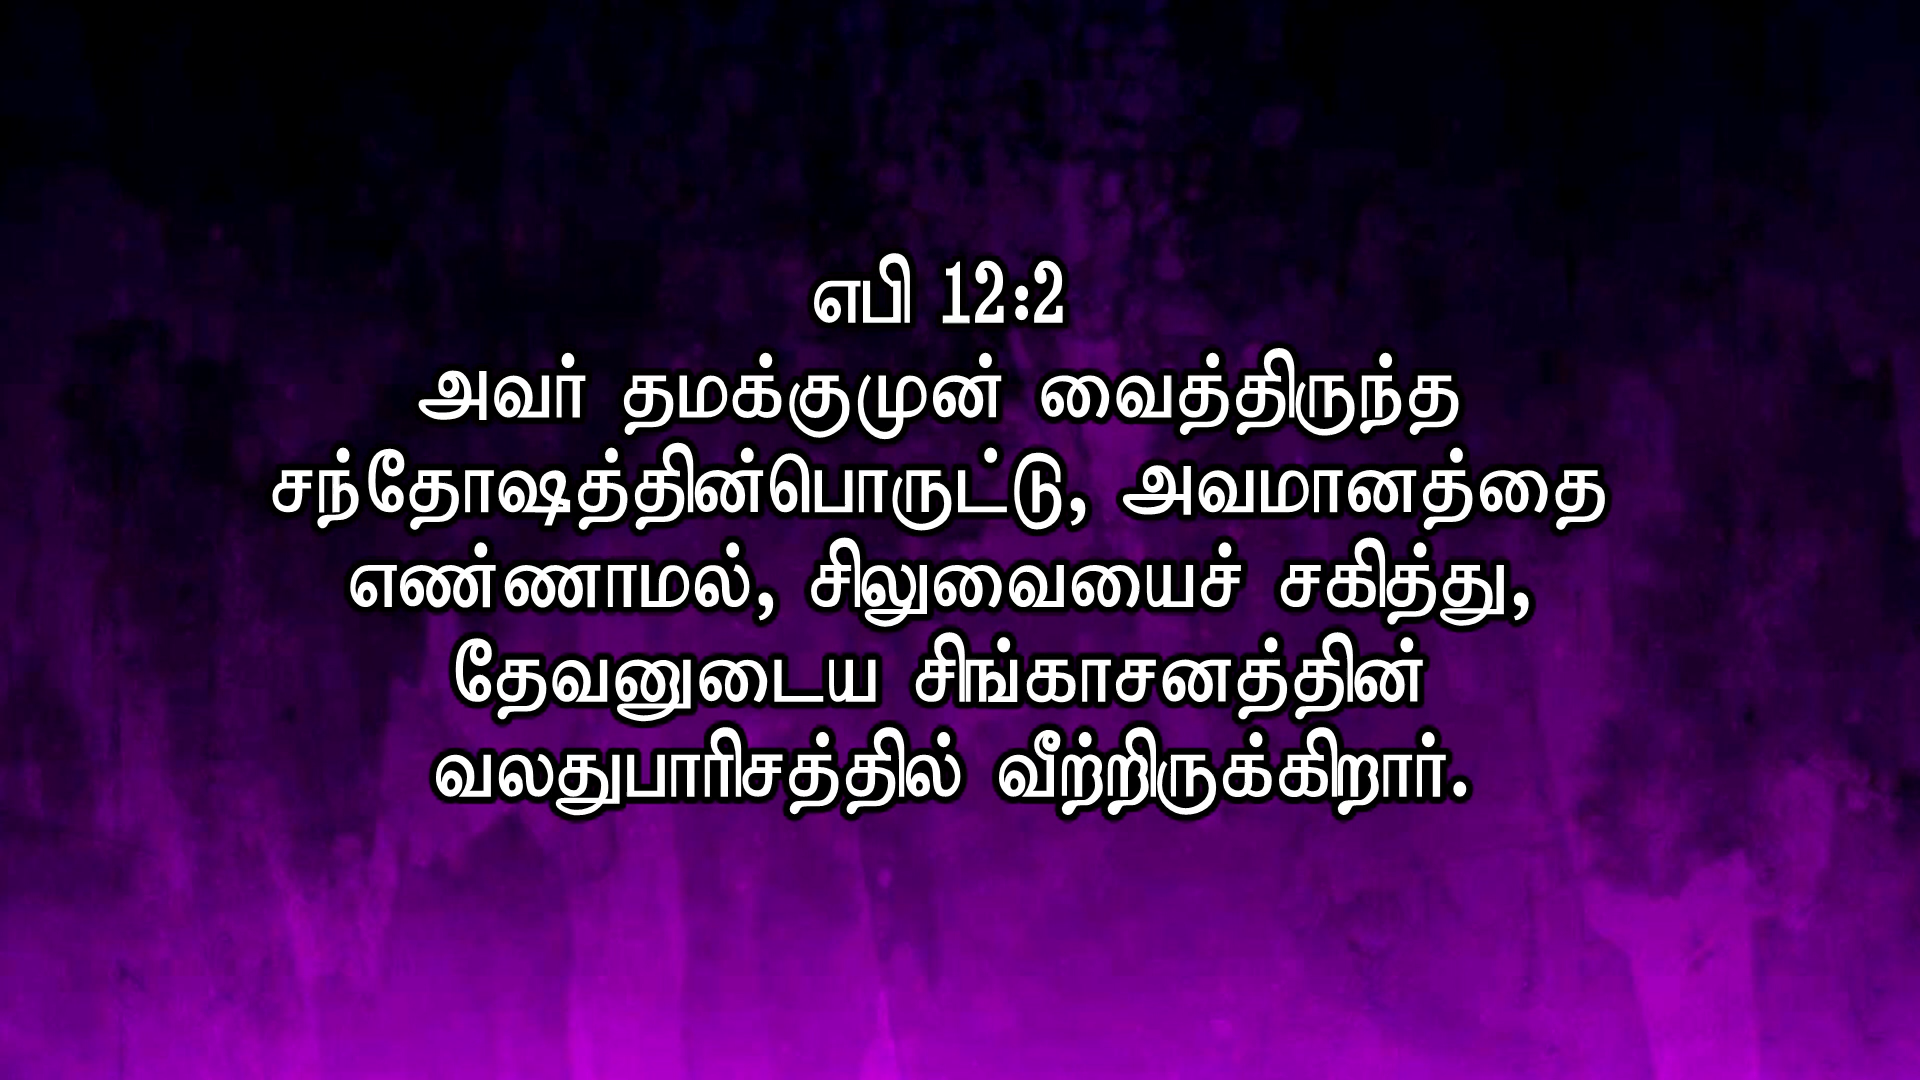 எபி 12:2
அவர் தமக்குமுன் வைத்திருந்த
சந்தோஷத்தின்பொருட்டு, அவமானத்தை
எண்ணாமல், சிலுவையைச் சகித்து,
தேவனுடைய சிங்காசனத்தின்
வலதுபாரிசத்தில் வீற்றிருக்கிறார்.